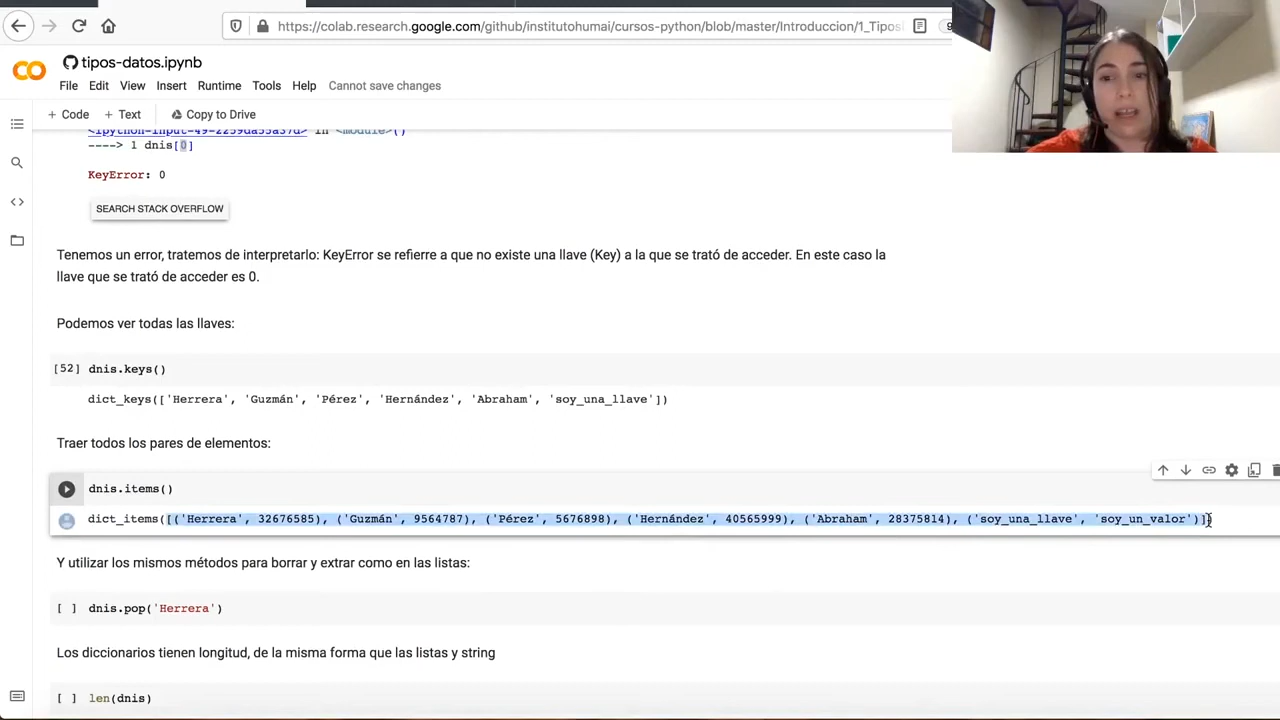 https://colab.research.google.com/github/institutohumai/cursos-python/blob/master/Introduccion/1_Tipos
tipos-datos.ipynb
File Edit View Insert Runtime Tools Help Cannot save changes
+ Code + Text Copy to Drive
<ipython-input-49-2259da55a37d> in <module>()
----> 1 dnis[0]
KeyError: 0
SEARCH STACK OVERFLOW
Tenemos un error, tratemos de interpretarlo: KeyError se refierre a que no existe una llave (Key) a la que se trató de acceder. En este caso la
llave que se trató de acceder es 0.
Podemos ver todas las llaves:
[52] dnis.keys()
dict_keys(['Herrera', 'Guzmán', 'Pérez', 'Hernández', 'Abraham', 'soy_una_llave'])
Traer todos los pares de elementos:
dnis.items()
dict_items([('Herrera', 32676585), ('Guzmán', 9564787), ('Pérez', 5676898), ('Hernández', 40565999), ('Abraham', 28375814), ('soy_una_llave', 'soy_un_valor')])
Y utilizar los mismos métodos para borrar y extrar como en las listas:
[ ] dnis.pop('Herrera')
Los diccionarios tienen longitud, de la misma forma que las listas y string
[ ] len(dnis)